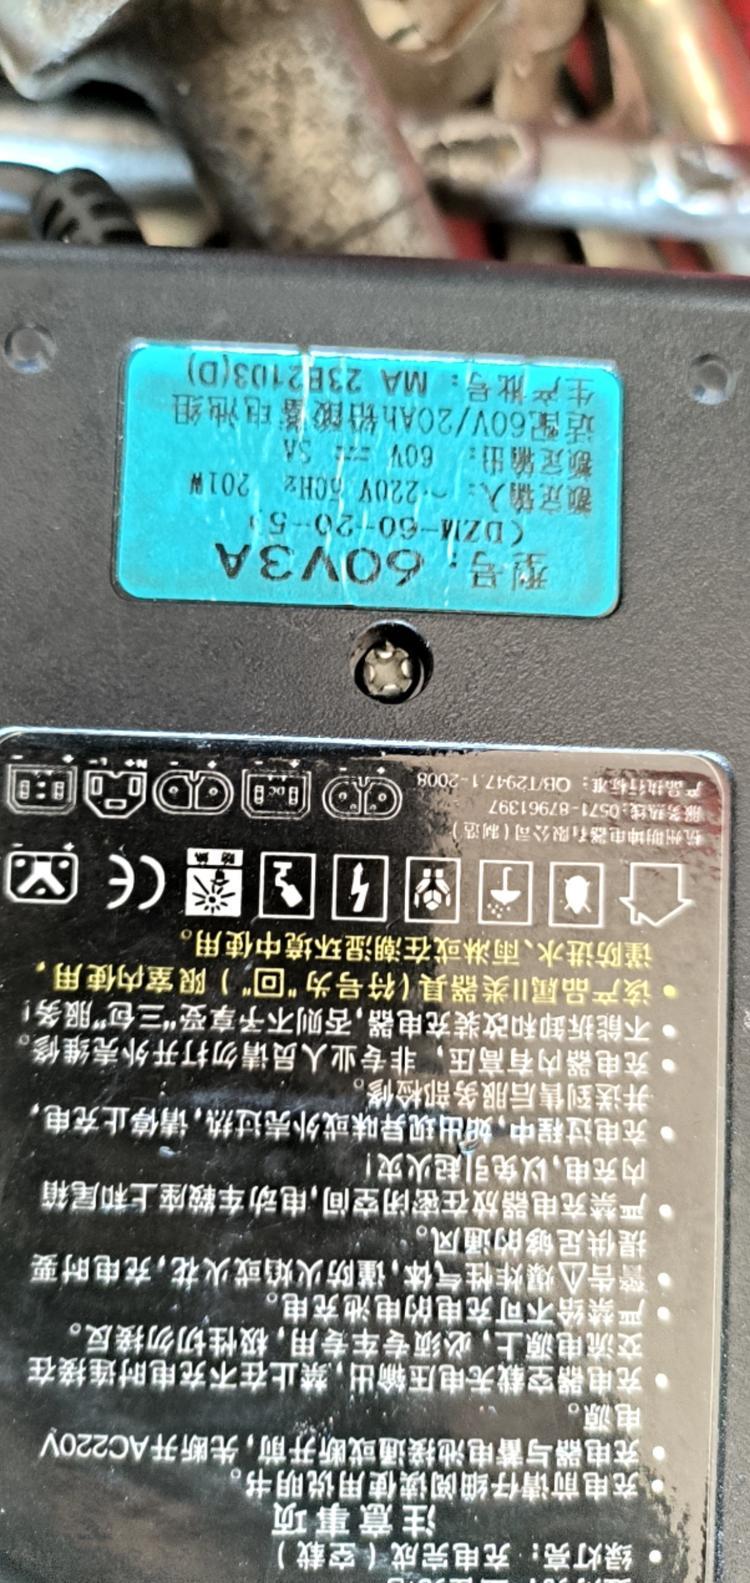 绿灯亮：充电完成（空载）
注意事项
充电前请仔细阅读使用说明书。
充电器与蓄电池接通或断开前，先断开AC220V
电源。
充电器空载无电压输出，禁止在不充电时连接在
交流电源上，必须专车专用，极性切勿接反。
严禁给不可充电的电池充电。
警告⚠爆炸性气体，谨防火焰或火花，充电时要
提供足够的通风。
严禁充电器放在密闭空间，电动车鞍座上和尾箱
内充电，以免引起火灾！
充电过程中，如出现异味或外壳过热，请停止充电，
并送到售后服务部检修。
充电器内有高压，非专业人员请勿打开外壳维修。
不能拆卸和改装充电器，否则不予享受"三包"服务！
该产品属II类器具（符号为"回"）限室内使用，
谨防进水、雨淋或在潮湿环境中使用。
CE
杭州明坤电器有限公司（制造）
服务热线：0571-87961397
产品执行标准：QB/T2947.1-2008
型号：60V3A
(DZM-60-20-5)
额定输入：～220V 50Hz 201W
额定输出：60V ⎓ 3A
适配60V/20Ah铅酸蓄电池组
生产批号：MA 23E2103(D)